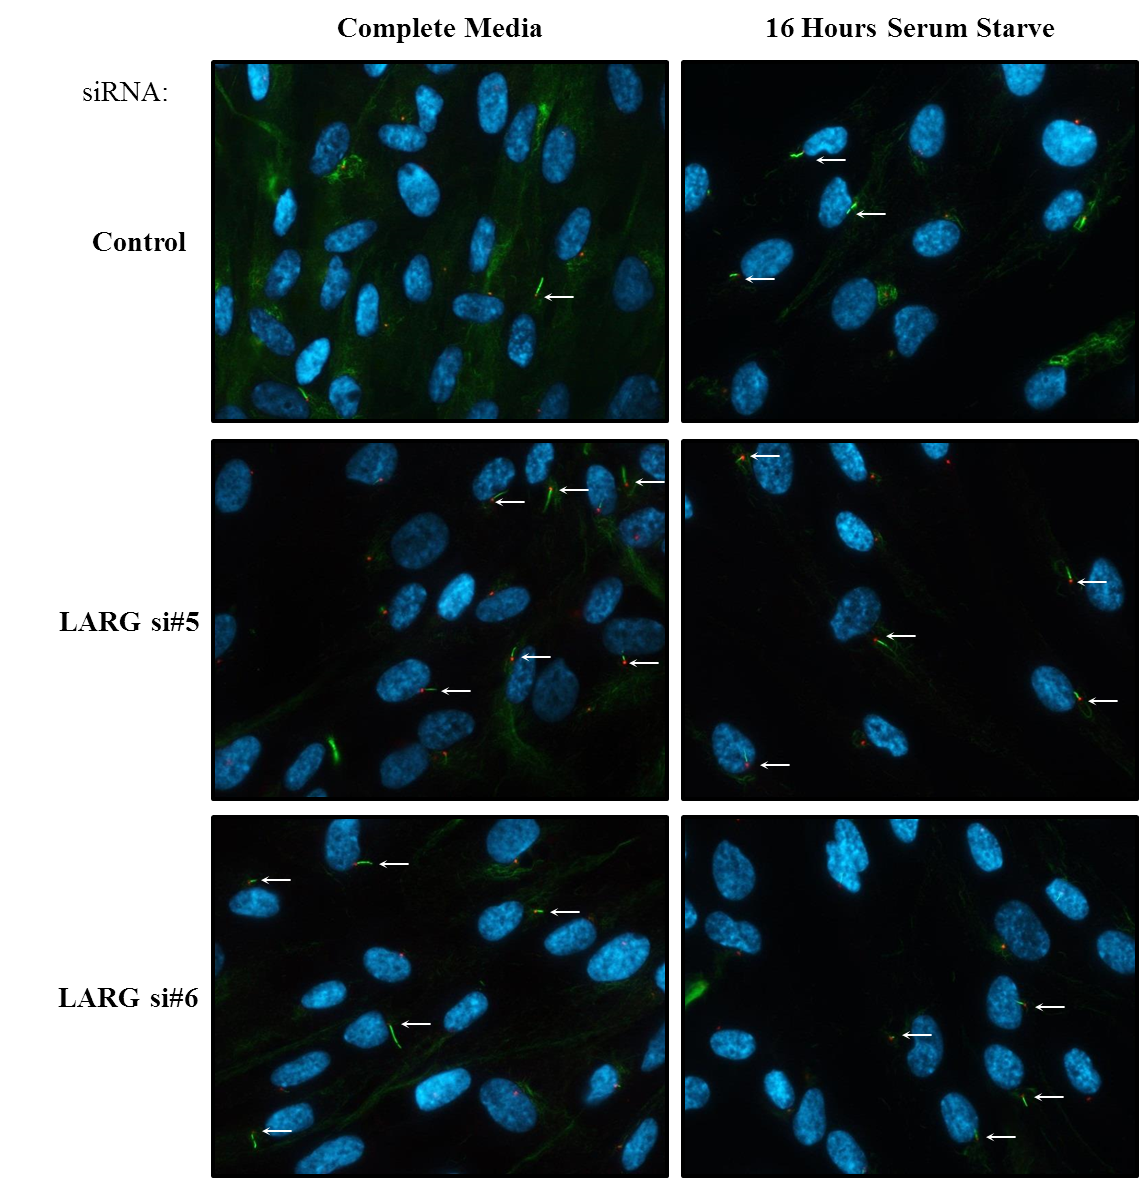 Complete Media
16 Hours Serum Starve
siRNA:
Control
LARG si#5
LARG si#6